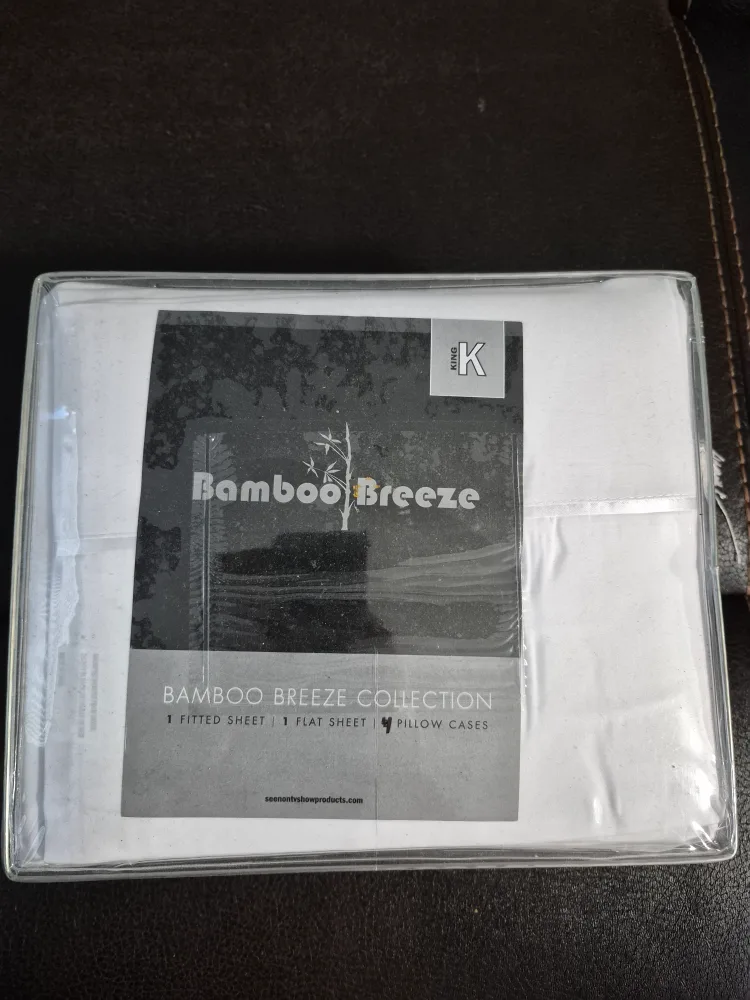 KING K
Bamboo Breeze
BAMBOO BREEZE COLLECTION
1 FITTED SHEET | 1 FLAT SHEET | 4 PILLOW CASES
seenontvshowproducts.com